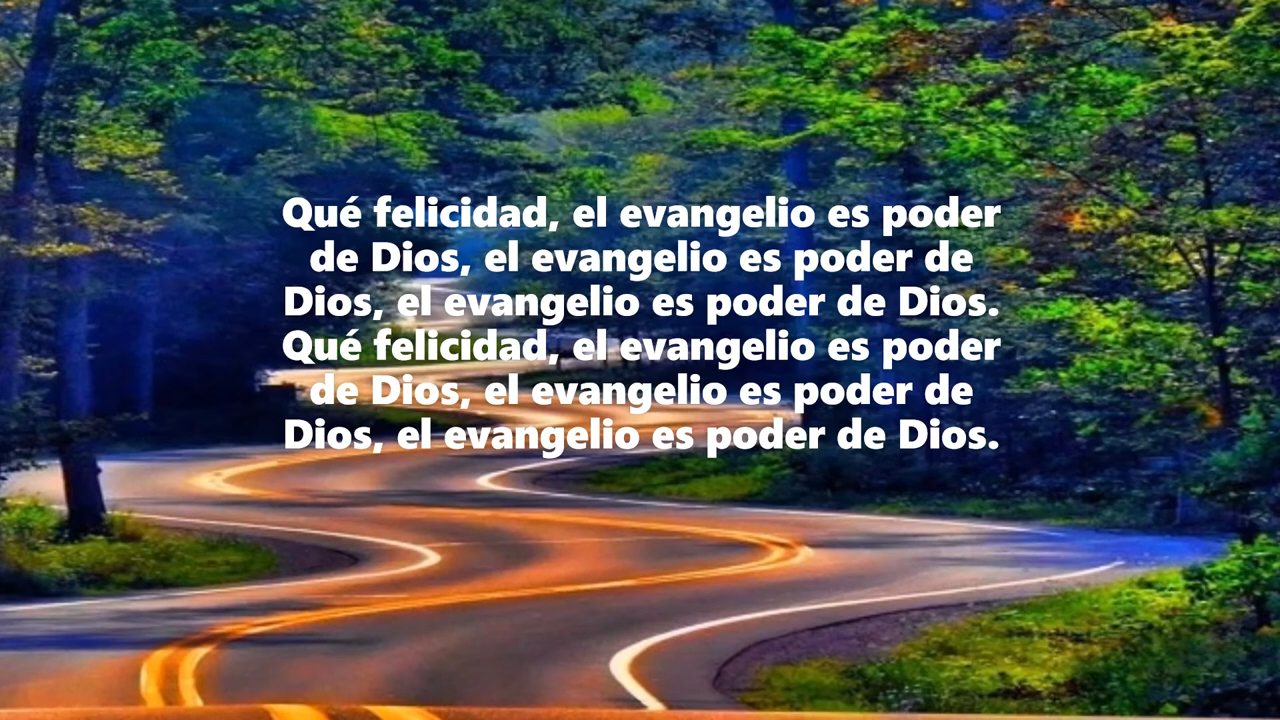 Qué felicidad, el evangelio es poder
de Dios, el evangelio es poder de
Dios, el evangelio es poder de Dios.
Qué felicidad, el evangelio es poder
de Dios, el evangelio es poder de
Dios, el evangelio es poder de Dios.